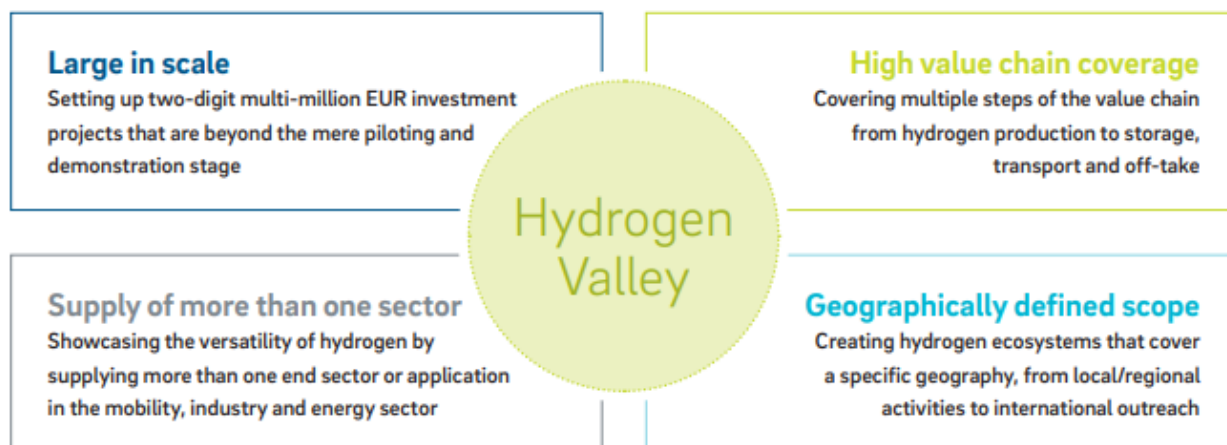 Large in scale
Setting up two-digit multi-million EUR investment
projects that are beyond the mere piloting and
demonstration stage
High value chain coverage
Covering multiple steps of the value chain
from hydrogen production to storage,
transport and off-take
Hydrogen
Valley
Supply of more than one sector
Showcasing the versatility of hydrogen by
supplying more than one end sector or application
in the mobility, industry and energy sector
Geographically defined scope
Creating hydrogen ecosystems that cover
a specific geography, from local/regional
activities to international outreach